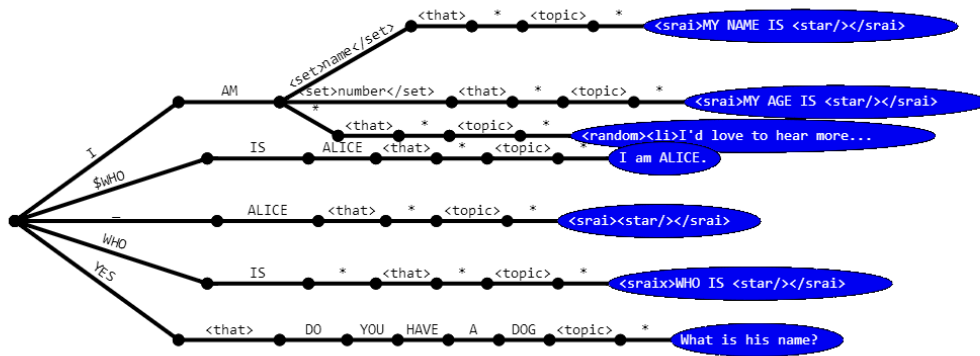 <set>name</set> <that> * <topic> * <srai>MY NAME IS <star/></srai>
I AM <set>number</set> <that> * <topic> * <srai>MY AGE IS <star/></srai>
* <that> * <topic> * <random><li>I'd love to hear more...
$WHO IS ALICE <that> * <topic> * I am ALICE.
_ ALICE <that> * <topic> * <srai><star/></srai>
WHO IS * <that> * <topic> * <sraix>WHO IS <star/></srai>
YES <that> DO YOU HAVE A DOG <topic> * What is his name?